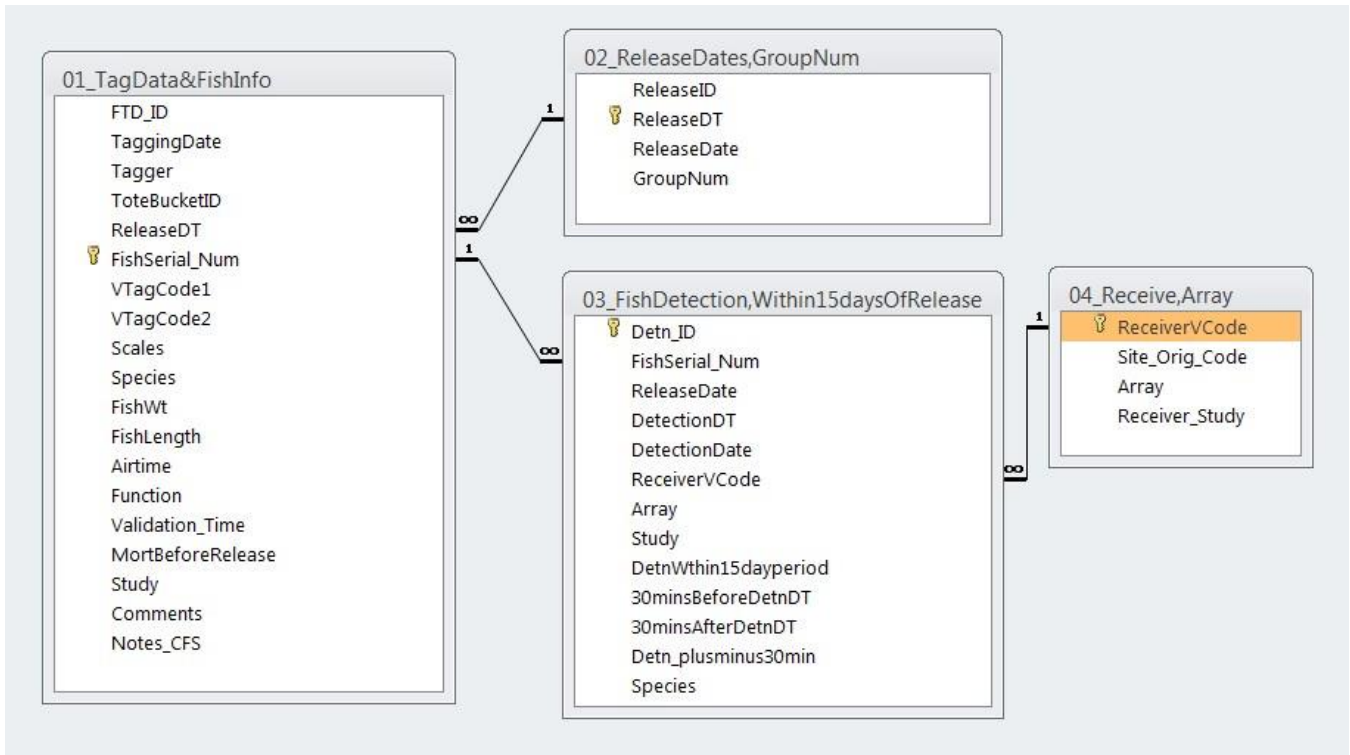 01_TagData&FishInfo
FTD_ID
TaggingDate
Tagger
ToteBucketID
ReleaseDT
FishSerial_Num
VTagCode1
VTagCode2
Scales
Species
FishWt
FishLength
Airtime
Function
Validation_Time
MortBeforeRelease
Study
Comments
Notes_CFS
∞
1
1
∞
02_ReleaseDates,GroupNum
ReleaseID
ReleaseDT
ReleaseDate
GroupNum
03_FishDetection,Within15daysOfRelease
Detn_ID
FishSerial_Num
ReleaseDate
DetectionDT
DetectionDate
ReceiverVCode
Array
Study
DetnWthin15dayperiod
30minsBeforeDetnDT
30minsAfterDetnDT
Detn_plusminus30min
Species
1
∞
04_Receive,Array
ReceiverVCode
Site_Orig_Code
Array
Receiver_Study